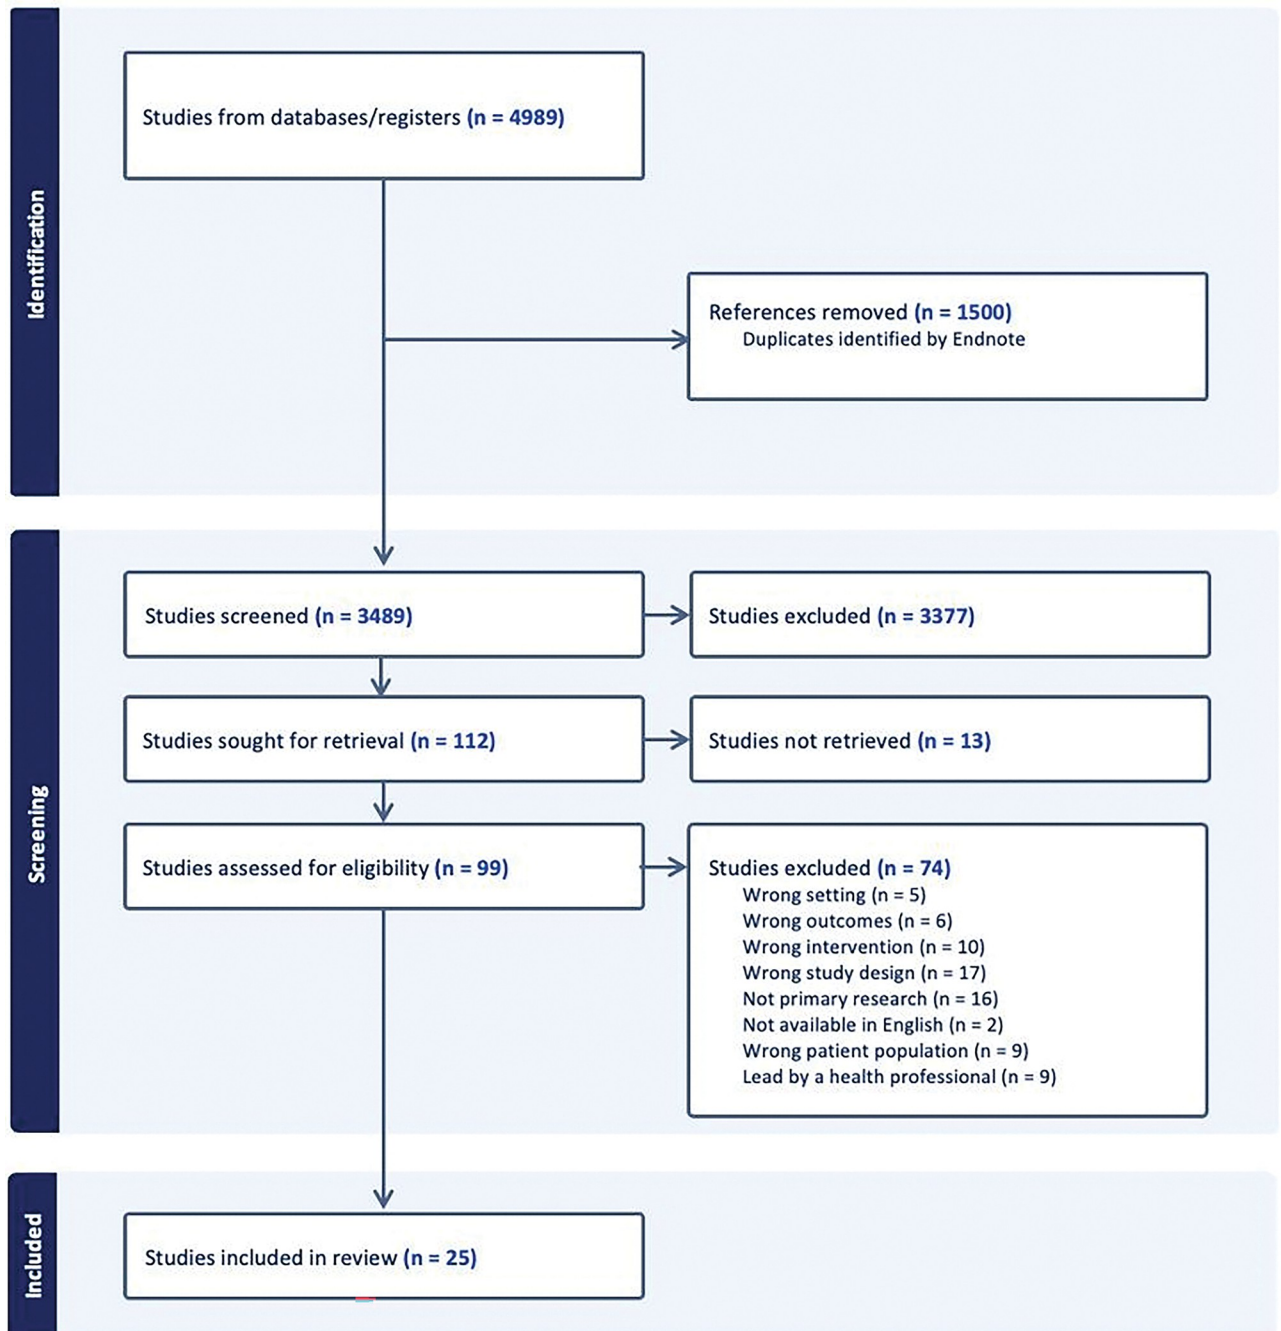 Identification
Studies from databases/registers (n = 4989)
References removed (n = 1500)
Duplicates identified by Endnote
Screening
Studies screened (n = 3489)
Studies excluded (n = 3377)
Studies sought for retrieval (n = 112)
Studies not retrieved (n = 13)
Studies assessed for eligibility (n = 99)
Studies excluded (n = 74)
Wrong setting (n = 5)
Wrong outcomes (n = 6)
Wrong intervention (n = 10)
Wrong study design (n = 17)
Not primary research (n = 16)
Not available in English (n = 2)
Wrong patient population (n = 9)
Lead by a health professional (n = 9)
Included
Studies included in review (n = 25)